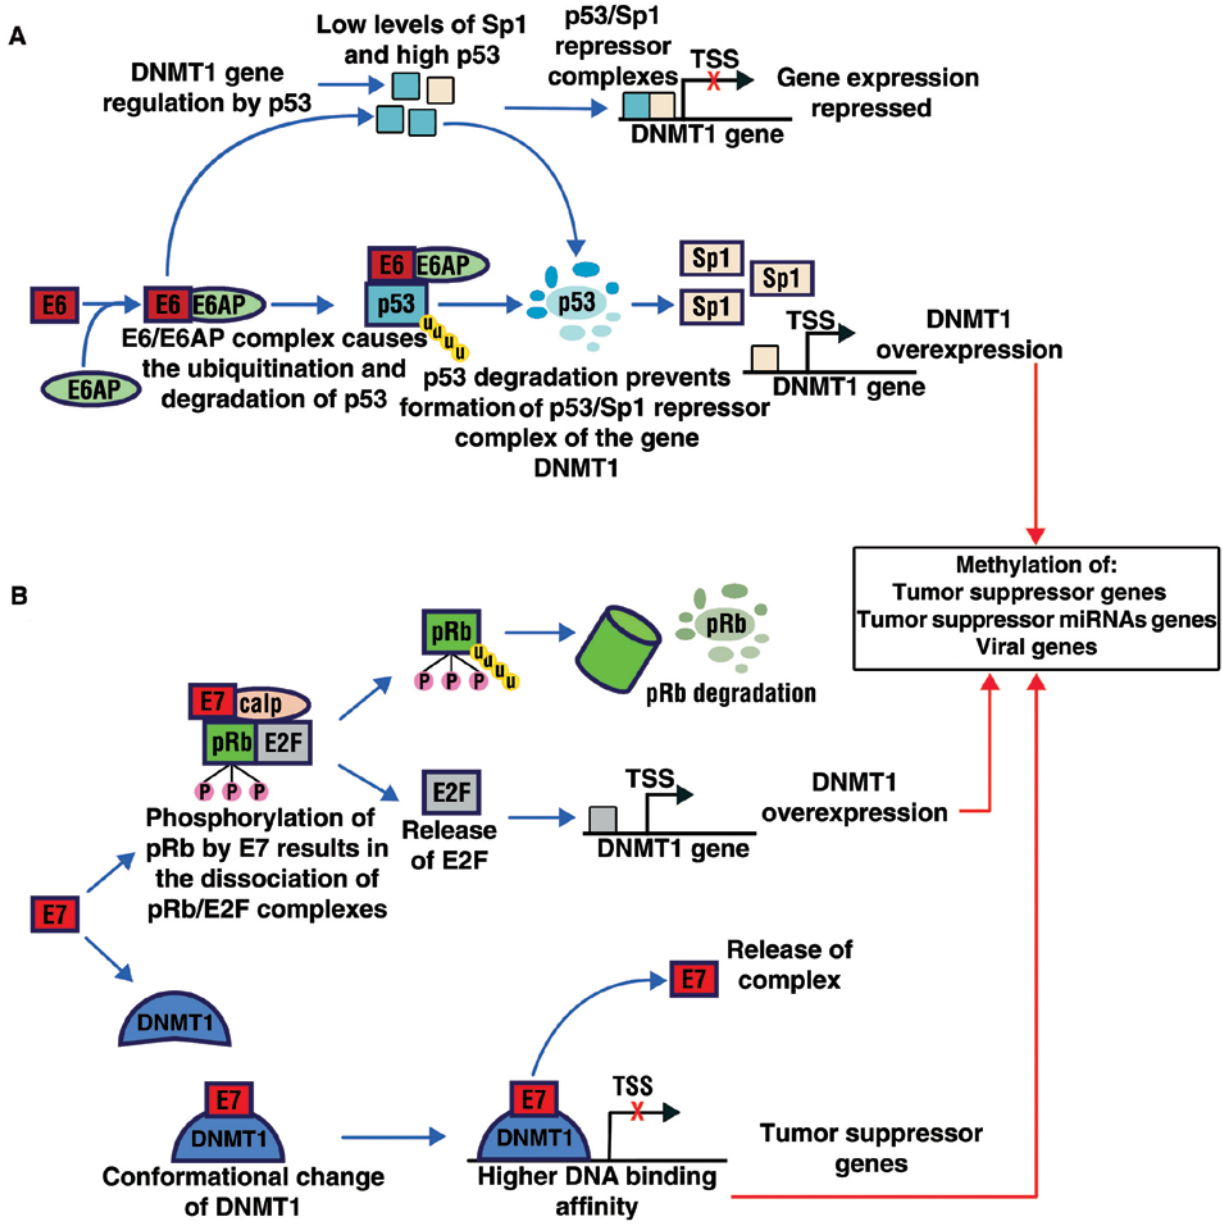 A
DNMT1 gene
regulation by p53
Low levels of Sp1
and high p53
p53/Sp1
repressor
complexes
TSS
X
DNMT1 gene
Gene expression
repressed
E6
E6AP
E6 E6AP
E6/E6AP complex causes
the ubiquitination and
degradation of p53
E6 E6AP
p53
u
u
u
u
p53
p53 degradation prevents
formation of p53/Sp1 repressor
complex of the gene
DNMT1
Sp1
Sp1
Sp1
TSS
DNMT1 gene
DNMT1
overexpression
Methylation of:
Tumor suppressor genes
Tumor suppressor miRNAs genes
Viral genes
B
E7
E7 calp
pRb E2F
P P P
Phosphorylation of
pRb by E7 results in
the dissociation of
pRb/E2F complexes
pRb
u
u
u
u
P P P
pRb
pRb degradation
E2F
Release
of E2F
TSS
DNMT1 gene
DNMT1
overexpression
DNMT1
E7
DNMT1
Conformational change
of DNMT1
E7
DNMT1
TSS
X
Higher DNA binding
affinity
E7
Release of
complex
Tumor suppressor
genes